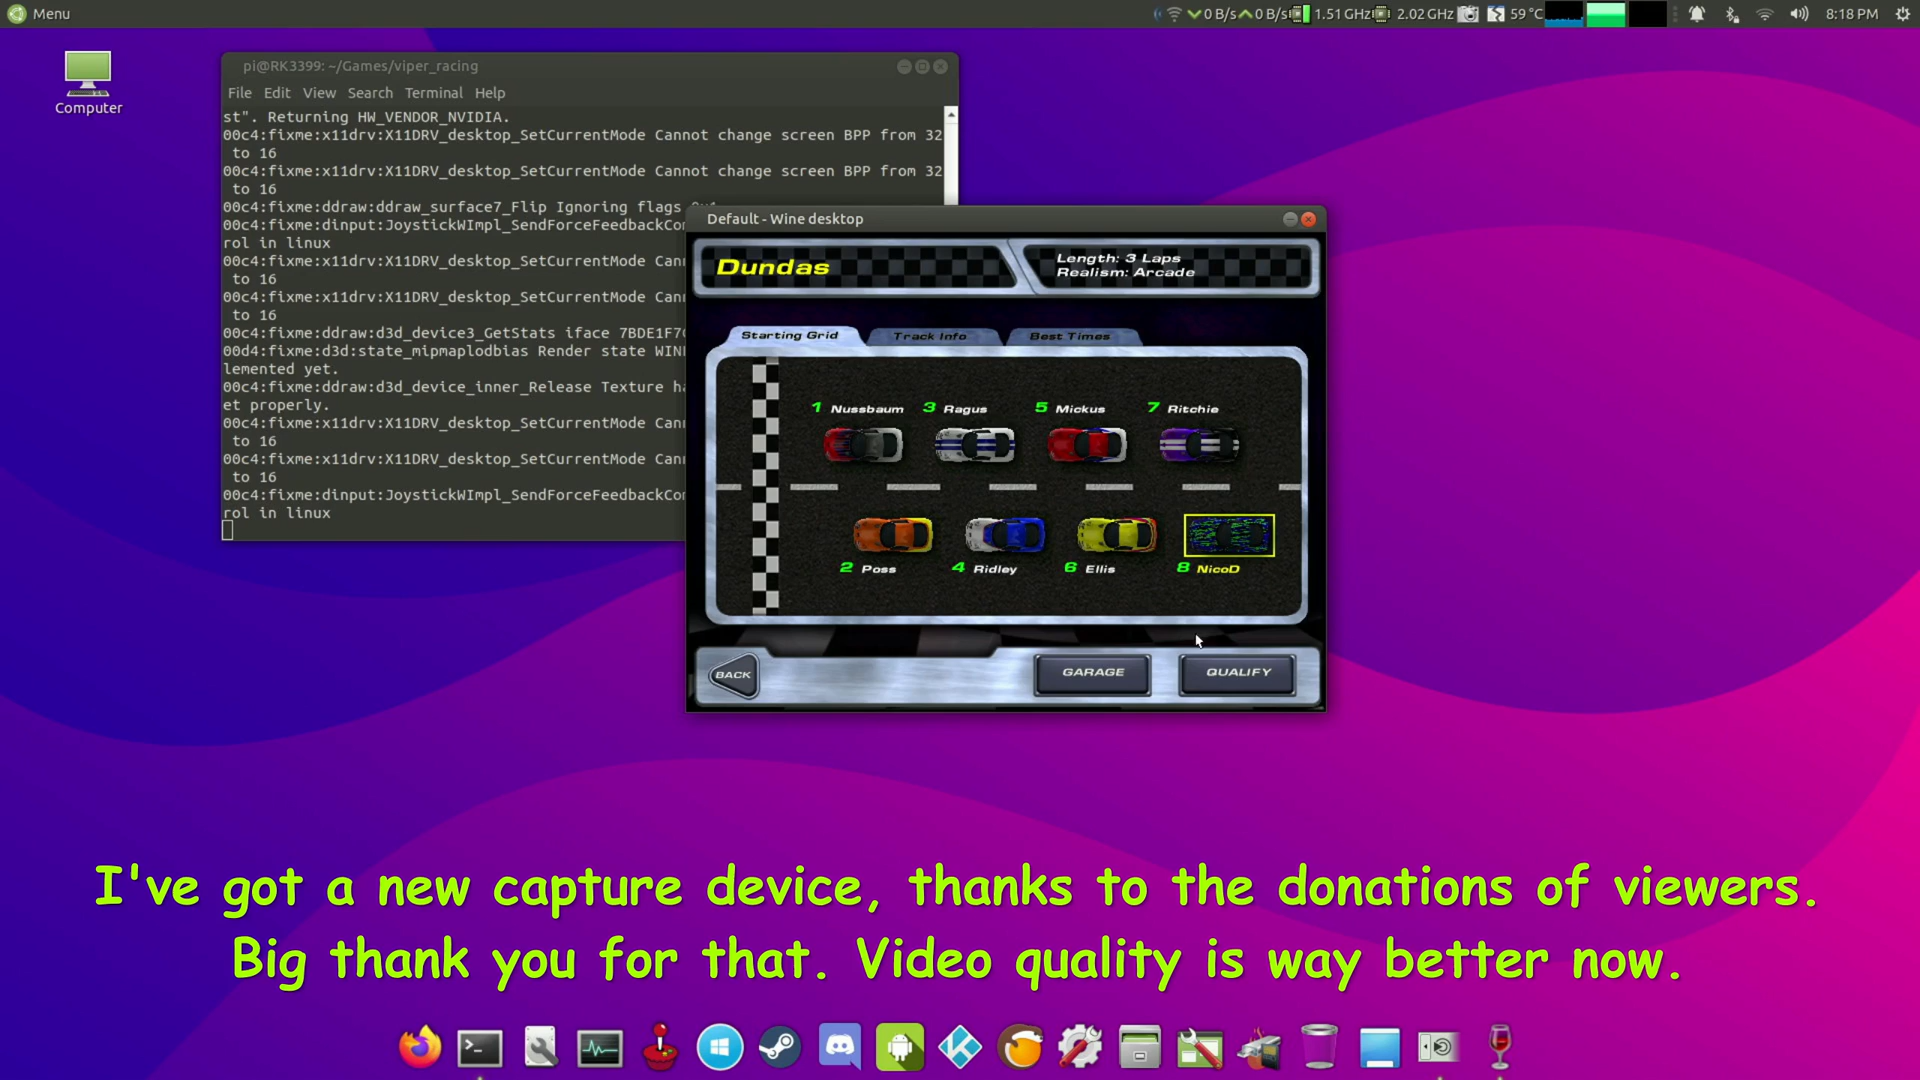 Menu
0 B/s 0 B/s 1.51 GHz 2.02 GHz 59 °C 8:18 PM
Computer
pi@RK3399: ~/Games/viper_racing
File Edit View Search Terminal Help
st". Returning HW_VENDOR_NVIDIA.
00c4:fixme:x11drv:X11DRV_desktop_SetCurrentMode Cannot change screen BPP from 32
to 16
00c4:fixme:x11drv:X11DRV_desktop_SetCurrentMode Cannot change screen BPP from 32
to 16
00c4:fixme:ddraw:ddraw_surface7_Flip Ignoring flags
00c4:fixme:dinput:JoystickWImpl_SendForceFeedbackCom
rol in linux
00c4:fixme:x11drv:X11DRV_desktop_SetCurrentMode Can
to 16
00c4:fixme:x11drv:X11DRV_desktop_SetCurrentMode Can
to 16
00c4:fixme:ddraw:d3d_device3_GetStats iface 7BDE1F7
00d4:fixme:d3d:state_mipmaplodbias Render state WIN
lemented yet.
00c4:fixme:ddraw:d3d_device_inner_Release Texture ha
et properly.
00c4:fixme:x11drv:X11DRV_desktop_SetCurrentMode Can
to 16
00c4:fixme:x11drv:X11DRV_desktop_SetCurrentMode Can
to 16
00c4:fixme:dinput:JoystickWImpl_SendForceFeedbackCom
rol in linux
Default - Wine desktop
Dundas
Length: 3 Laps
Realism: Arcade
Starting Grid Track Info Best Times
1 Nussbaum 3 Ragus 5 Mickus 7 Ritchie
2 Poss 4 Ridley 6 Ellis 8 NicoD
BACK GARAGE QUALIFY
I've got a new capture device, thanks to the donations of viewers.
Big thank you for that. Video quality is way better now.